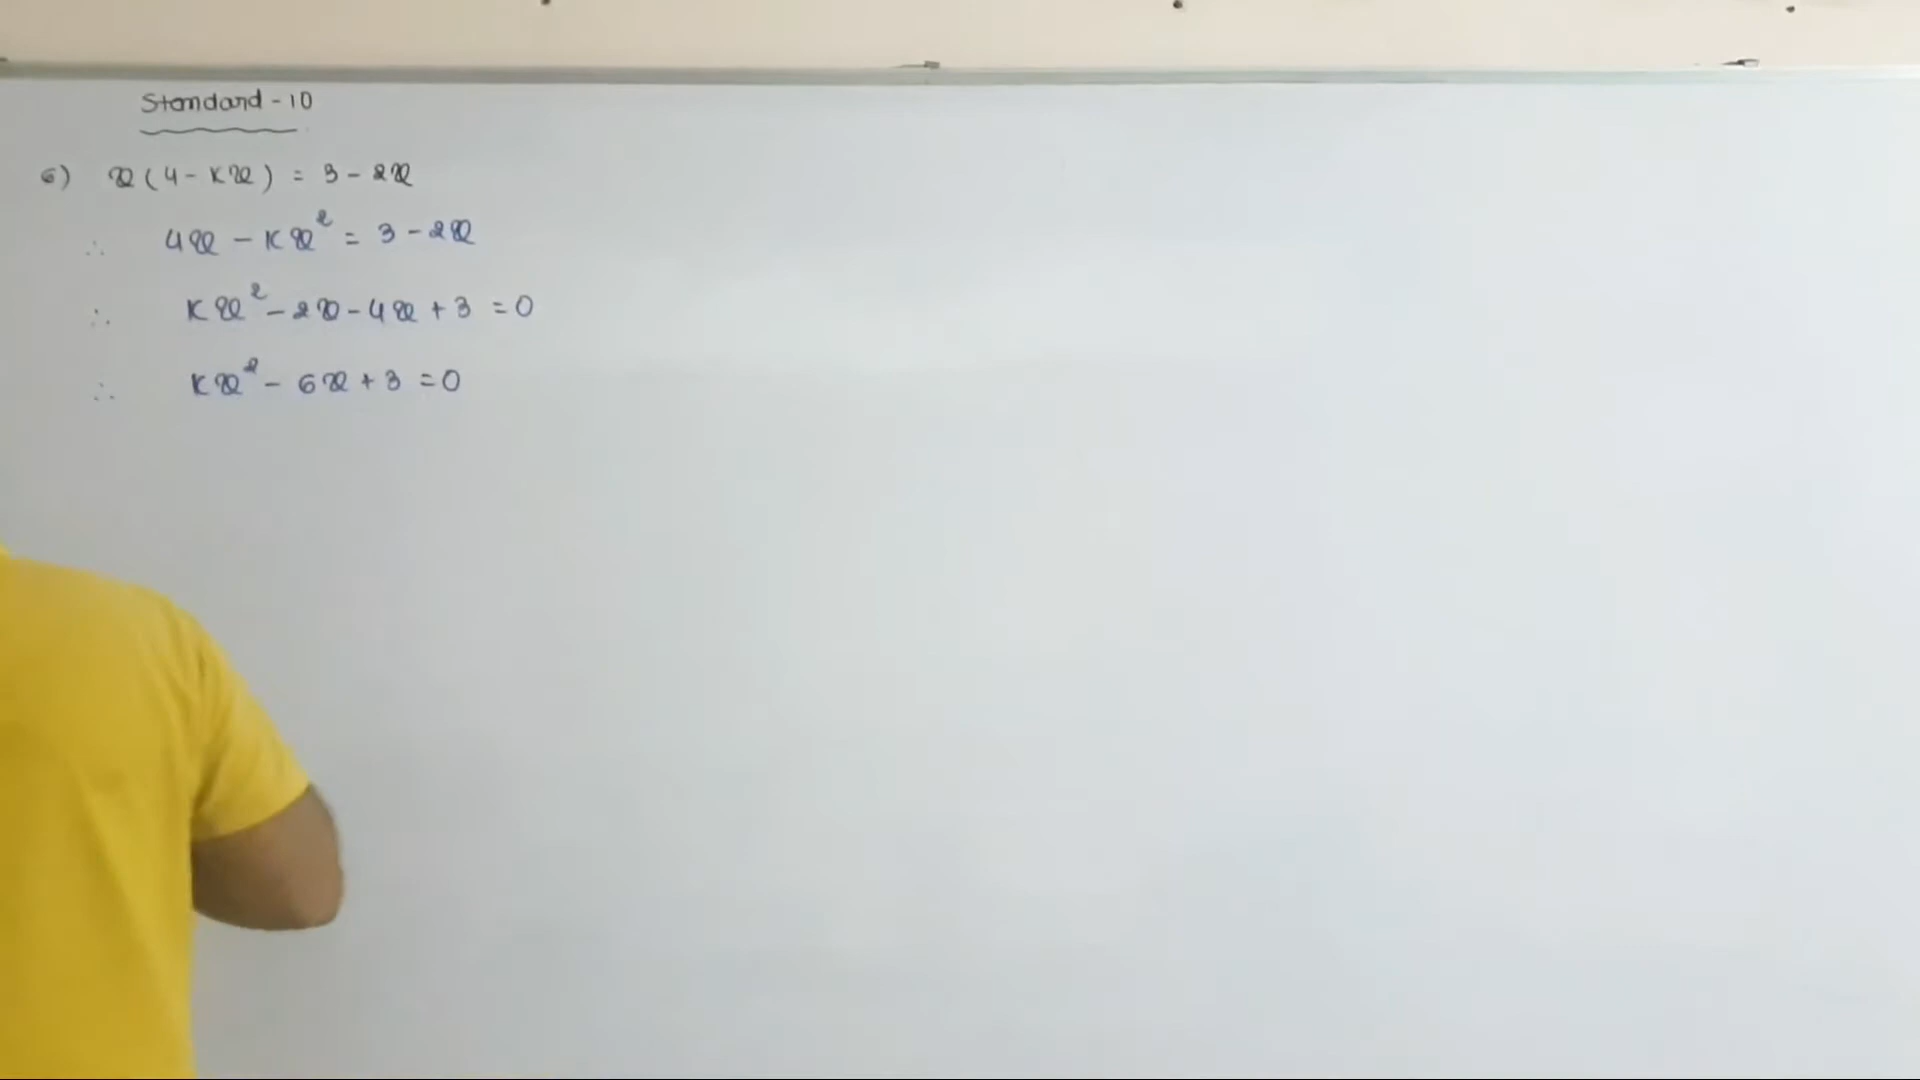 Standard - 10
6) x (4 - Kx) = 3 - 2x
∴ 4x - Kx² = 3 - 2x
∴ Kx² - 2x - 4x + 3 = 0
∴ Kx² - 6x + 3 = 0